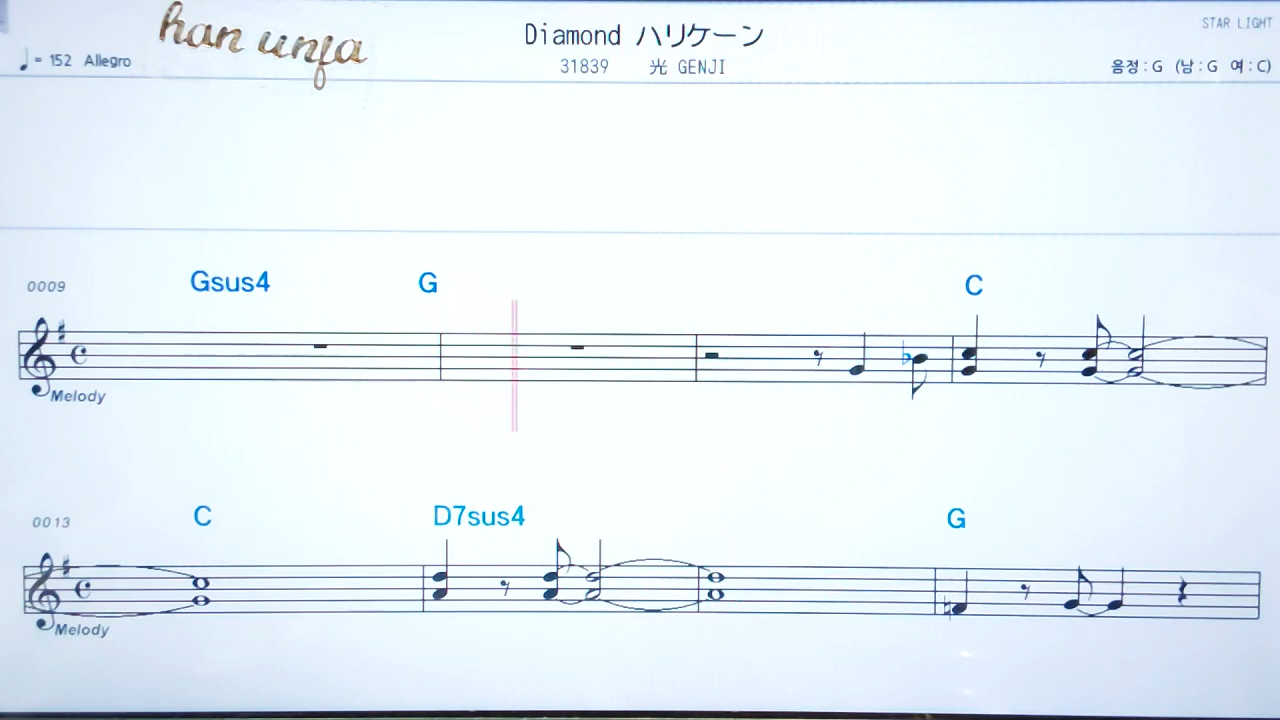 han unfa
Diamond ハリケーン
STAR LIGHT
♩= 152 Allegro
31839 光 GENJI
음정 : G (남 : G 여 : C)
0009 Gsus4 G C
Melody
0013 C D7sus4 G
Melody